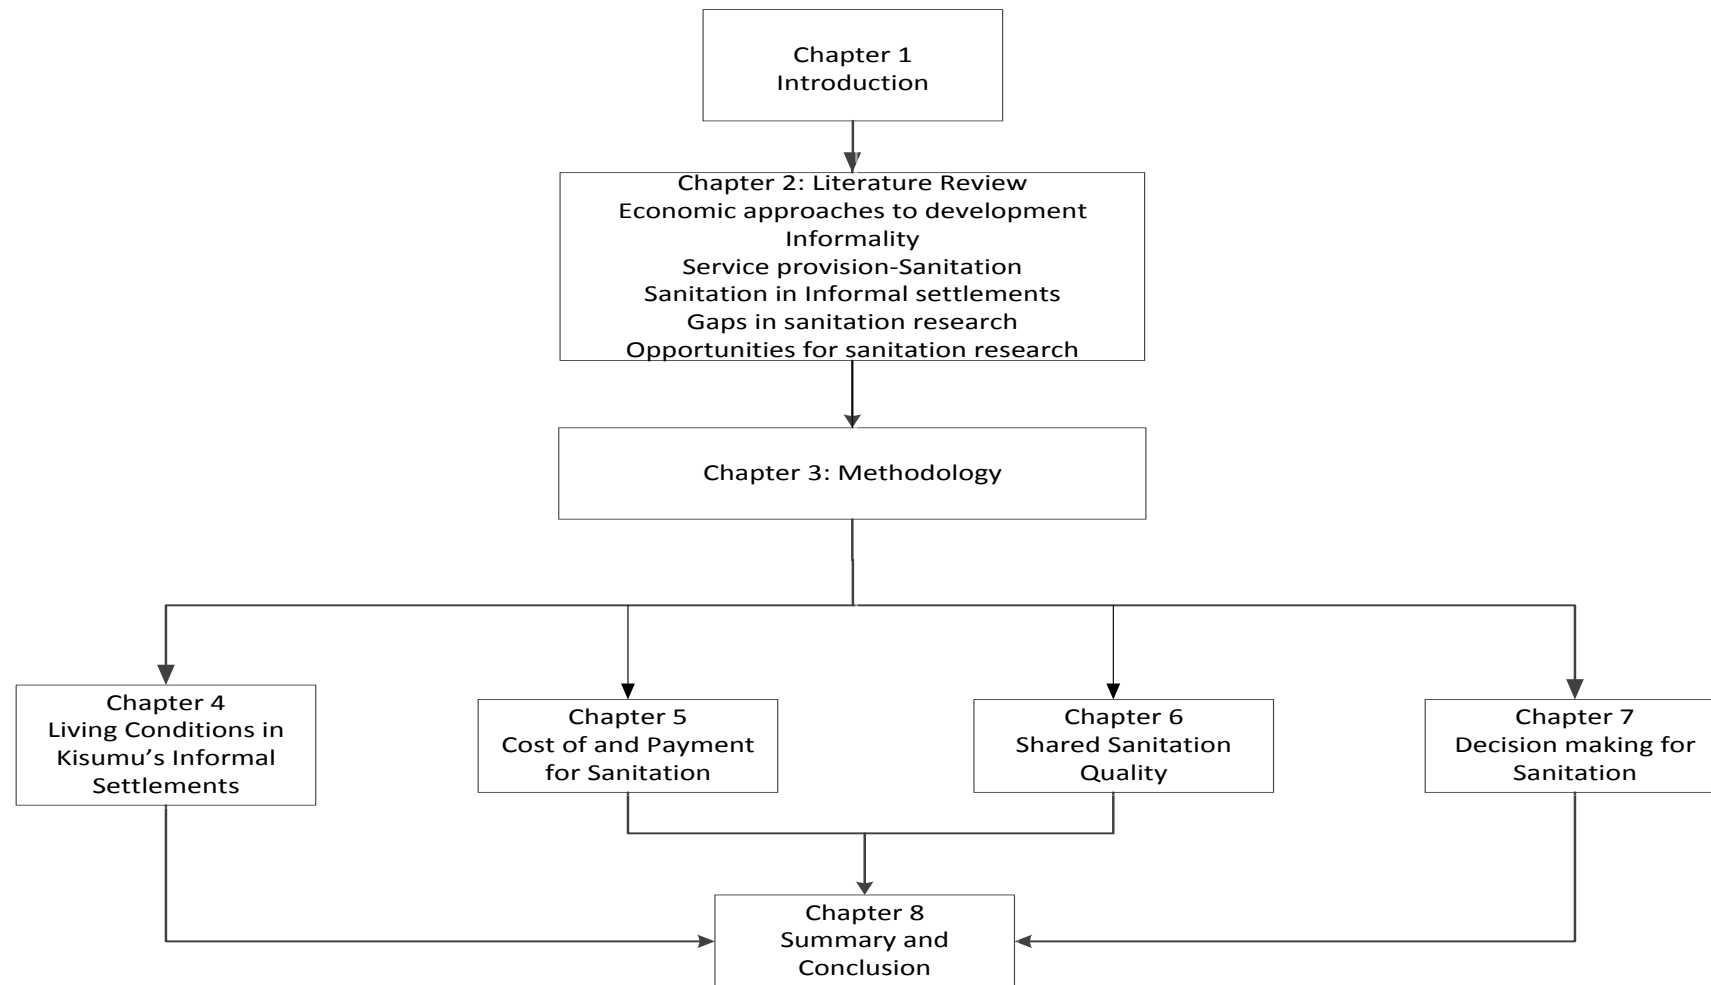 Chapter 1
Introduction
Chapter 2: Literature Review
Economic approaches to development
Informality
Service provision-Sanitation
Sanitation in Informal settlements
Gaps in sanitation research
Opportunities for sanitation research
Chapter 3: Methodology
Chapter 4
Living Conditions in
Kisumu’s Informal
Settlements
Chapter 5
Cost of and Payment
for Sanitation
Chapter 6
Shared Sanitation
Quality
Chapter 7
Decision making for
Sanitation
Chapter 8
Summary and
Conclusion